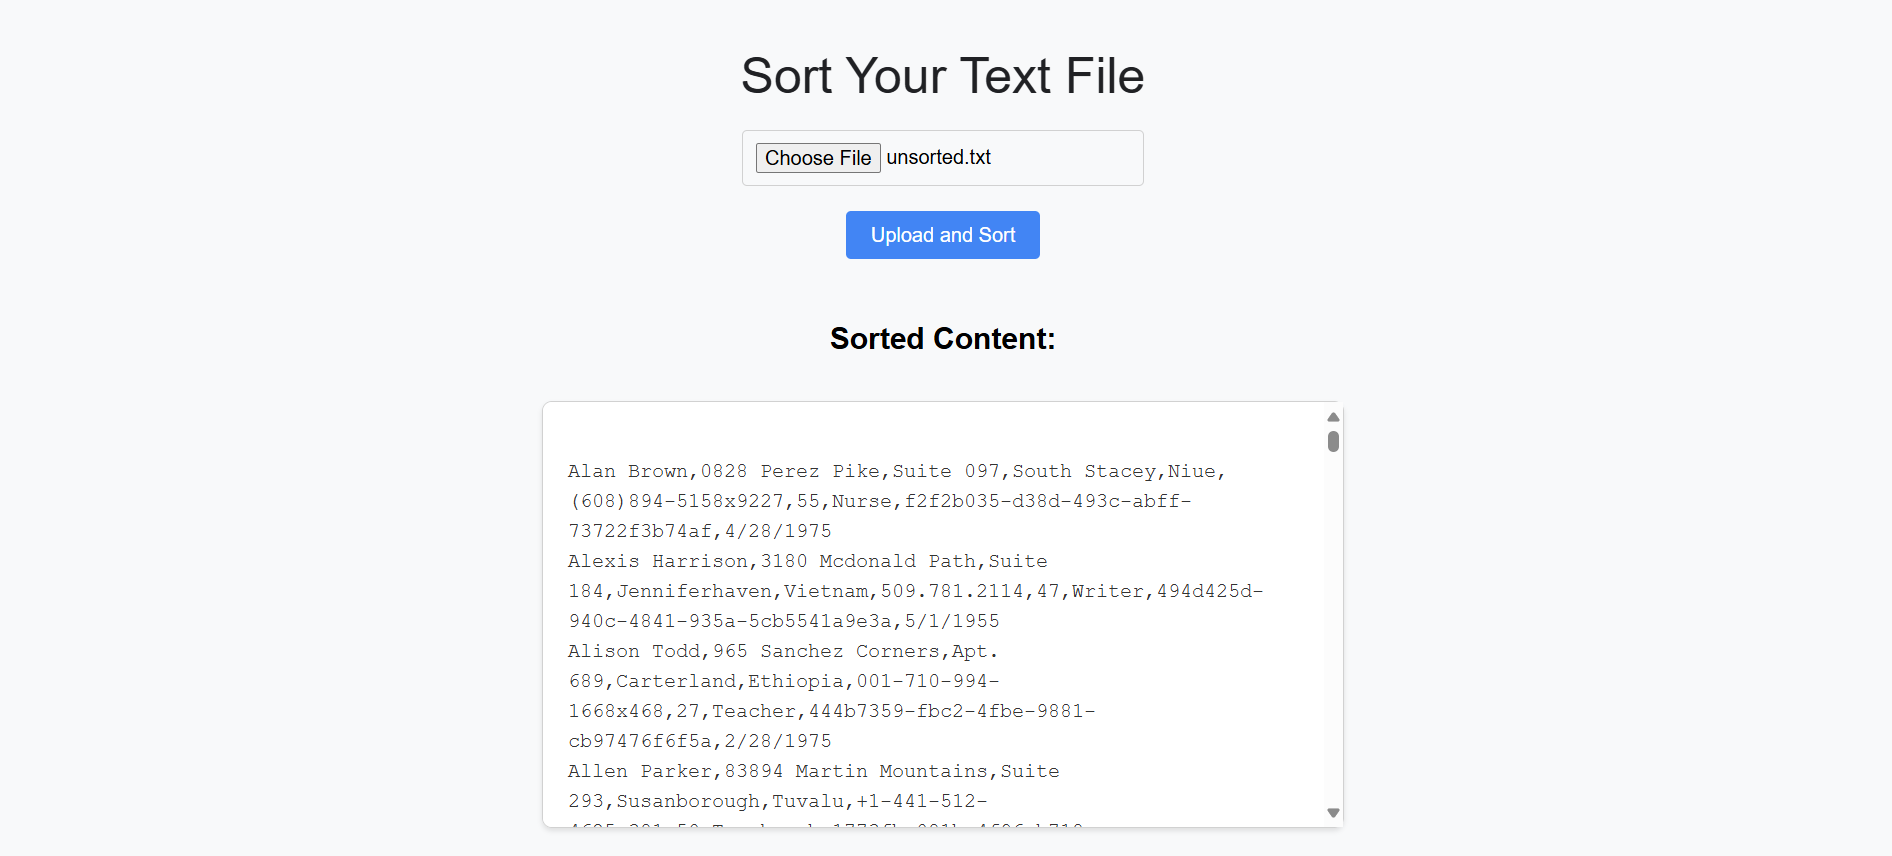 Sort Your Text File
Choose File unsorted.txt
Upload and Sort
Sorted Content:
Alan Brown,0828 Perez Pike,Suite 097,South Stacey,Niue,
(608)894-5158x9227,55,Nurse,f2f2b035-d38d-493c-abff-
73722f3b74af,4/28/1975
Alexis Harrison,3180 Mcdonald Path,Suite
184,Jenniferhaven,Vietnam,509.781.2114,47,Writer,494d425d-
940c-4841-935a-5cb5541a9e3a,5/1/1955
Alison Todd,965 Sanchez Corners,Apt.
689,Carterland,Ethiopia,001-710-994-
1668x468,27,Teacher,444b7359-fbc2-4fbe-9881-
cb97476f6f5a,2/28/1975
Allen Parker,83894 Martin Mountains,Suite
293,Susanborough,Tuvalu,+1-441-512-